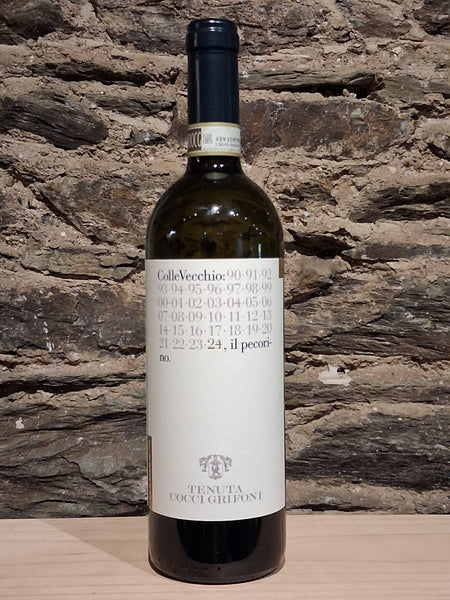 ColleVecchio:90-91-92
93-94-95-96-97-98-99
00-01-02-03-04-05-06
07-08-09-10-11-12-13
14-15-16-17-18-19-20
21-22-23-24, il pecori-
no.
TENUTA
COCCI GRIFONI